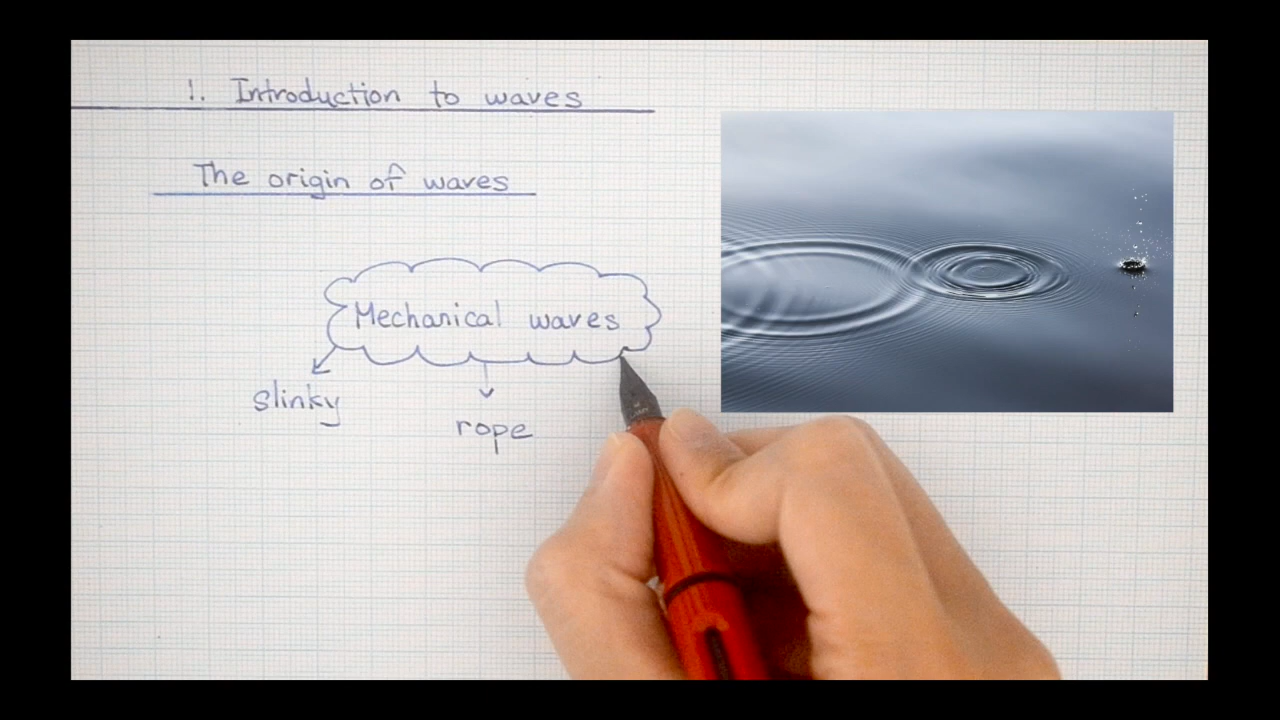 1. Introduction to waves
The origin of waves
Mechanical waves
slinky
rope